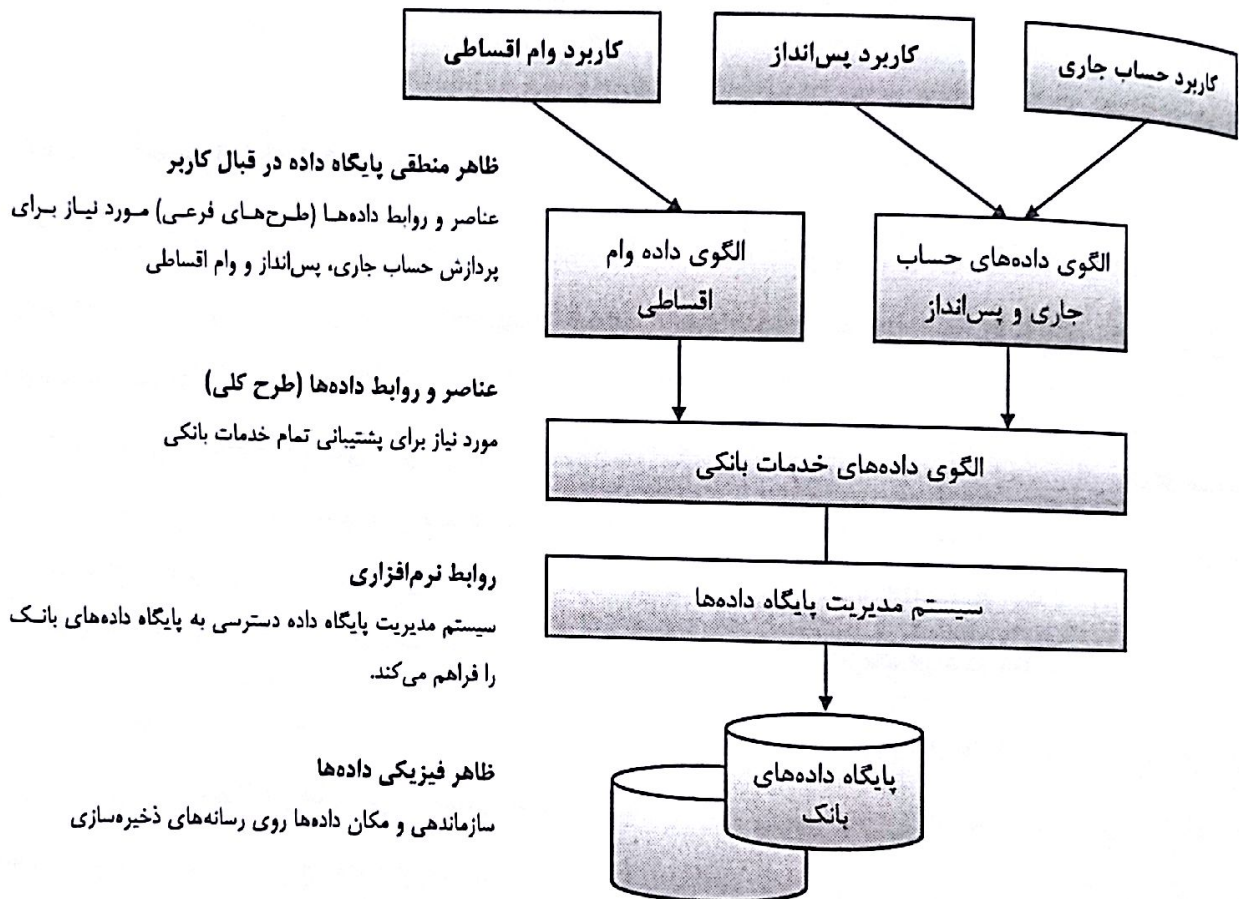 کاربرد حساب جاری
کاربرد پس‌انداز
کاربرد وام اقساطی
ظاهر منطقی پایگاه داده در قبال کاربر
عناصر و روابط داده‌ها (طرح‌های فرعی) مورد نیاز برای
پردازش حساب جاری، پس‌انداز و وام اقساطی
الگوی داده‌های حساب
جاری و پس‌انداز
الگوی داده وام
اقساطی
عناصر و روابط داده‌ها (طرح کلی)
مورد نیاز برای پشتیبانی تمام خدمات بانکی
الگوی داده‌های خدمات بانکی
روابط نرم‌افزاری
سیستم مدیریت پایگاه داده دسترسی به پایگاه داده‌های بانک
را فراهم می‌کند.
سیستم مدیریت پایگاه داده‌ها
ظاهر فیزیکی داده‌ها
سازماندهی و مکان داده‌ها روی رسانه‌های ذخیره‌سازی
پایگاه داده‌های
بانک